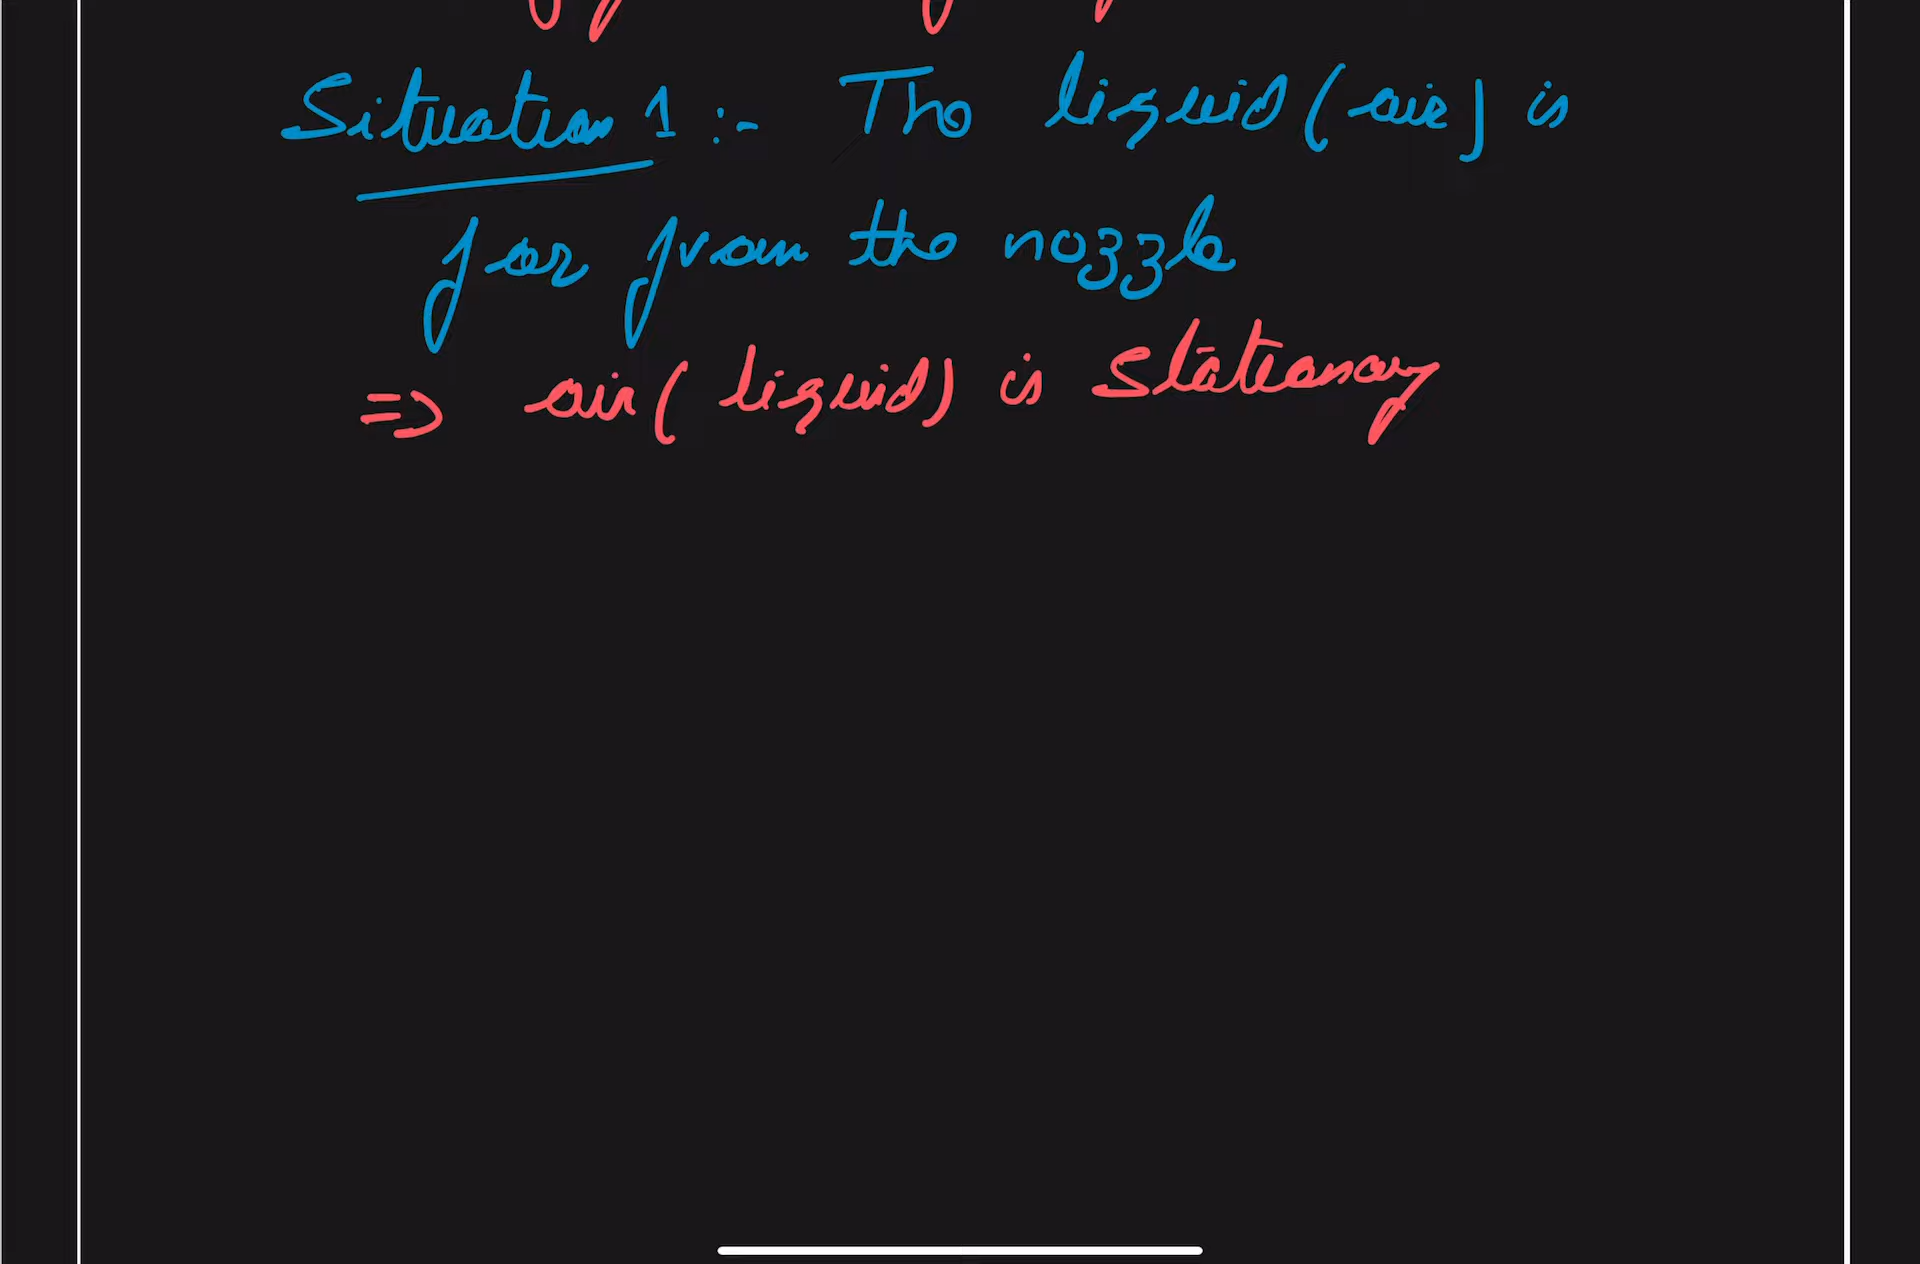 Situation 1 :- The liquid (air) is
far from the nozzle
=> air (liquid) is stationary